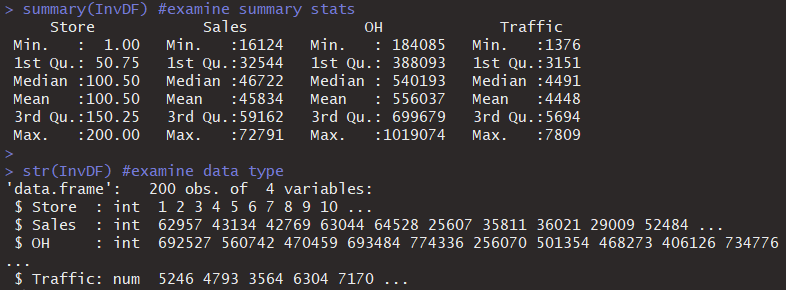 > summary(InvDF) #examine summary stats
     Store            Sales             OH             Traffic
 Min.   :  1.00   Min.   :16124   Min.   : 184085   Min.   :1376
 1st Qu.: 50.75   1st Qu.:32544   1st Qu.: 388093   1st Qu.:3151
 Median :100.50   Median :46722   Median : 540193   Median :4491
 Mean   :100.50   Mean   :45834   Mean   : 556037   Mean   :4448
 3rd Qu.:150.25   3rd Qu.:59162   3rd Qu.: 699679   3rd Qu.:5694
 Max.   :200.00   Max.   :72791   Max.   :1019074   Max.   :7809
>
> str(InvDF) #examine data type
'data.frame':   200 obs. of  4 variables:
 $ Store  : int  1 2 3 4 5 6 7 8 9 10 ...
 $ Sales  : int  62957 43134 42769 63044 64528 25607 35811 36021 29009 52484 ...
 $ OH     : int  692527 560742 470459 693484 774336 256070 501354 468273 406126 734776
...
 $ Traffic: num  5246 4793 3564 6304 7170 ...